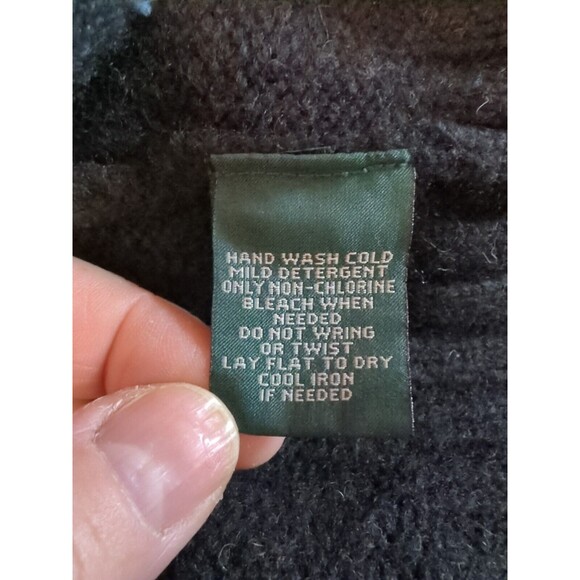 HAND WASH COLD
MILD DETERGENT
ONLY NON-CHLORINE
BLEACH WHEN
NEEDED
DO NOT WRING
OR TWIST
LAY FLAT TO DRY
COOL IRON
IF NEEDED